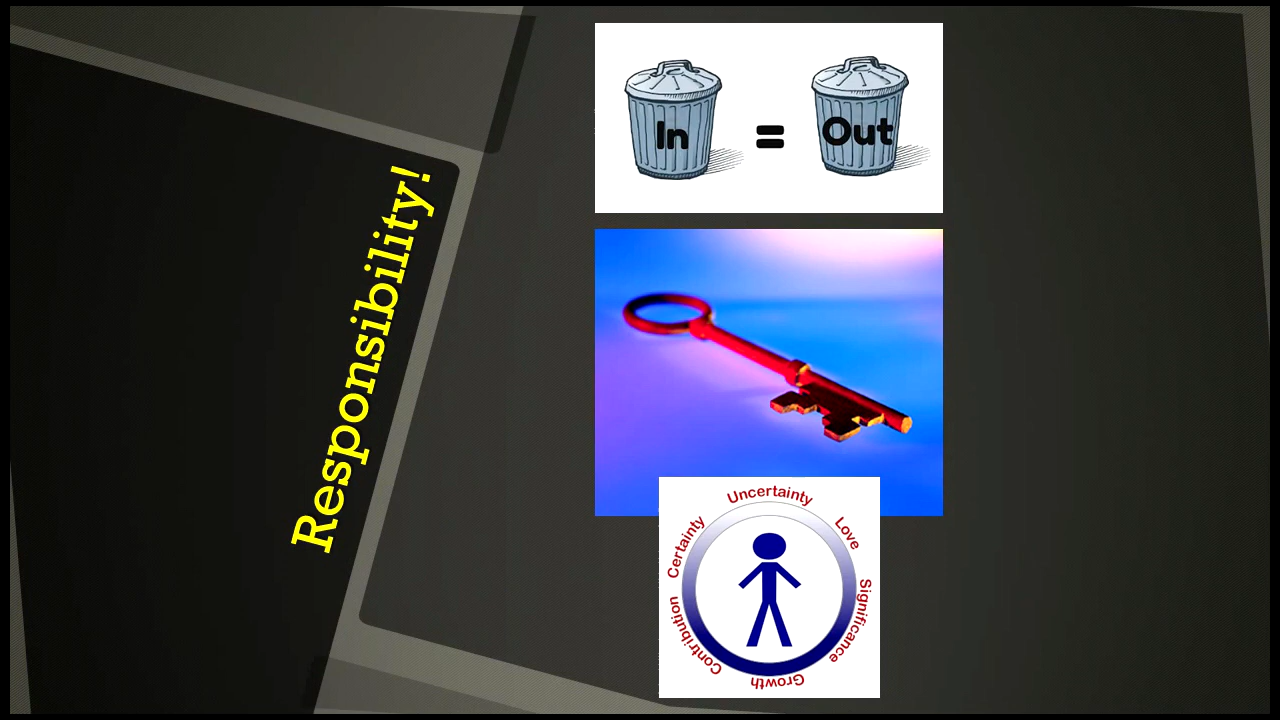 Responsibility!
In = Out
Uncertainty
Love
Significance
Growth
Contribution
Certainty